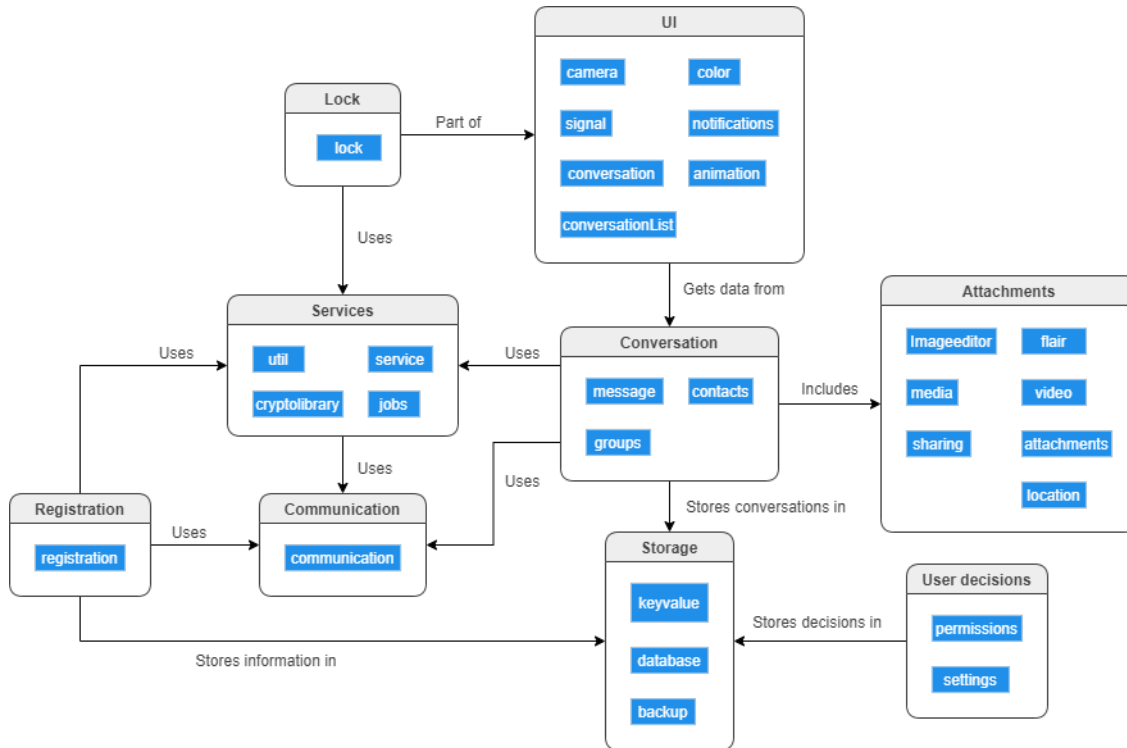 UI
camera
color
signal
notifications
conversation
animation
conversationList
Lock
lock
Part of
Uses
Gets data from
Services
util
service
cryptolibrary
jobs
Uses
Uses
Conversation
message
contacts
groups
Includes
Attachments
Imageeditor
flair
media
video
sharing
attachments
location
Uses
Uses
Registration
registration
Uses
Communication
communication
Stores conversations in
Storage
keyvalue
database
backup
Stores information in
Stores decisions in
User decisions
permissions
settings